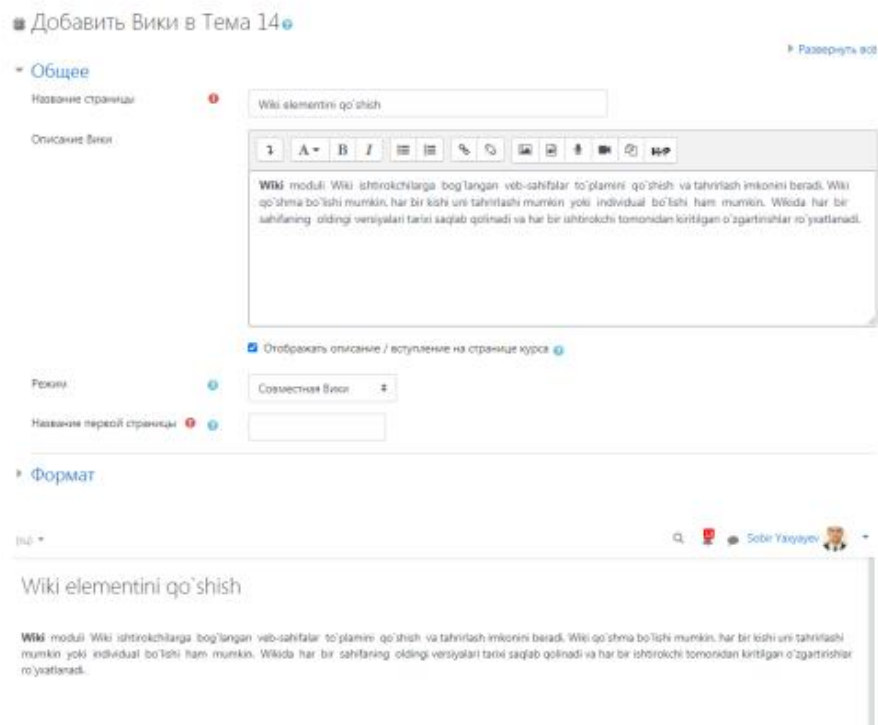 Добавить Вики в Тема 14
Развернуть всё
Общее
Название страницы
Wiki elementini qo`shish
Описание Вики
A B I
Wiki moduli Wiki ishtirokchilarga bog`langan veb-sahifalar to`plamini qo`shish va tahrirlash imkonini beradi. Wiki
qo`shma bo`lishi mumkin, har bir kishi uni tahrirlashi mumkin yoki individual bo`lishi ham mumkin. Wikida har bir
sahifaning oldingi versiyalari tarixi saqlab qolinadi va har bir ishtirokchi tomonidan kiritilgan o`zgartirishlar ro`yxatlanadi.
Отображать описание / вступление на странице курса
Режим
Совместная Вики
Название первой страницы
Формат
Sobir Yaxyayev
Wiki elementini qo`shish
Wiki moduli Wiki ishtirokchilarga bog`langan veb-sahifalar to`plamini qo`shish va tahrirlash imkonini beradi. Wiki qo`shma bo`lishi mumkin, har bir kishi uni tahrirlashi
mumkin yoki individual bo`lishi ham mumkin. Wikida har bir sahifaning oldingi versiyalari tarixi saqlab qolinadi va har bir ishtirokchi tomonidan kiritilgan o`zgartirishlar
ro`yxatlanadi.